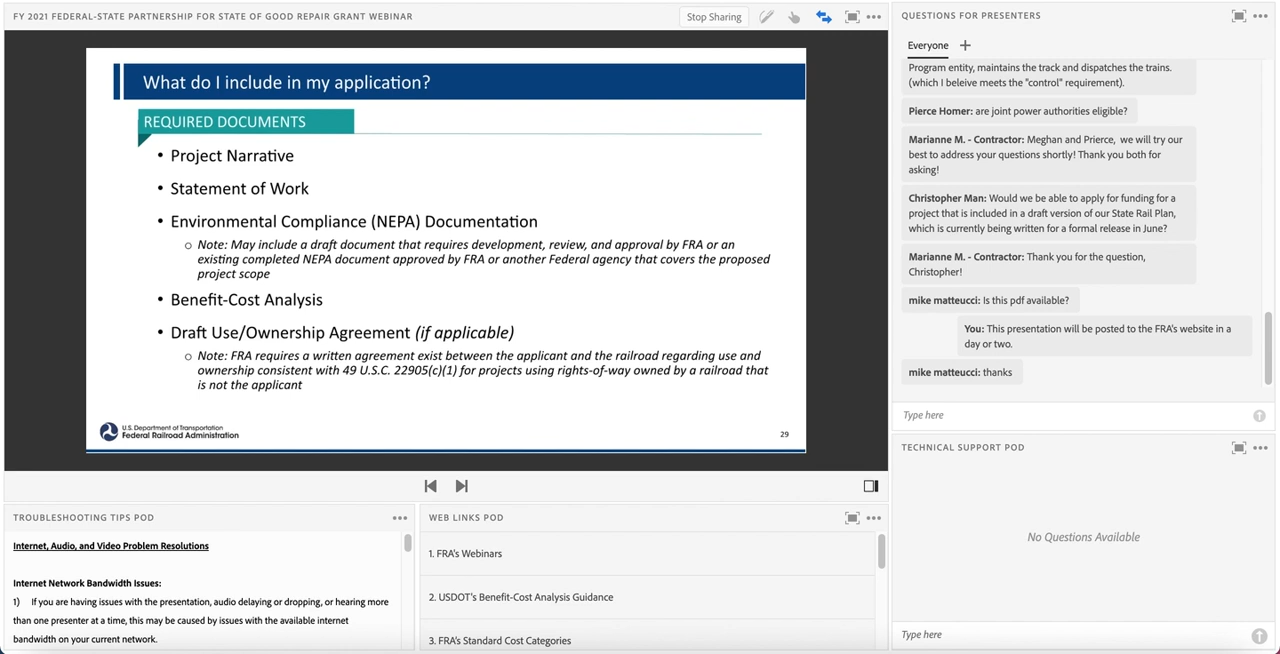 FY 2021 FEDERAL-STATE PARTNERSHIP FOR STATE OF GOOD REPAIR GRANT WEBINAR
Stop Sharing
What do I include in my application?
REQUIRED DOCUMENTS
• Project Narrative
• Statement of Work
• Environmental Compliance (NEPA) Documentation
○ Note: May include a draft document that requires development, review, and approval by FRA or an
existing completed NEPA document approved by FRA or another Federal agency that covers the proposed
project scope
• Benefit-Cost Analysis
• Draft Use/Ownership Agreement (if applicable)
○ Note: FRA requires a written agreement exist between the applicant and the railroad regarding use and
ownership consistent with 49 U.S.C. 22905(c)(1) for projects using rights-of-way owned by a railroad that
is not the applicant
U.S. Department of Transportation
Federal Railroad Administration
29
QUESTIONS FOR PRESENTERS
Everyone
Program entity, maintains the track and dispatches the trains.
(which I beleive meets the "control" requirement).
Pierce Homer: are joint power authorities eligible?
Marianne M. - Contractor: Meghan and Prierce, we will try our
best to address your questions shortly! Thank you both for
asking!
Christopher Man: Would we be able to apply for funding for a
project that is included in a draft version of our State Rail Plan,
which is currently being written for a formal release in June?
Marianne M. - Contractor: Thank you for the question,
Christopher!
mike matteucci: Is this pdf available?
You: This presentation will be posted to the FRA's website in a
day or two.
mike matteucci: thanks
Type here
TECHNICAL SUPPORT POD
No Questions Available
Type here
TROUBLESHOOTING TIPS POD
Internet, Audio, and Video Problem Resolutions
Internet Network Bandwidth Issues:
1) If you are having issues with the presentation, audio delaying or dropping, or hearing more
than one presenter at a time, this may be caused by issues with the available internet
bandwidth on your current network.
WEB LINKS POD
1. FRA's Webinars
2. USDOT's Benefit-Cost Analysis Guidance
3. FRA's Standard Cost Categories